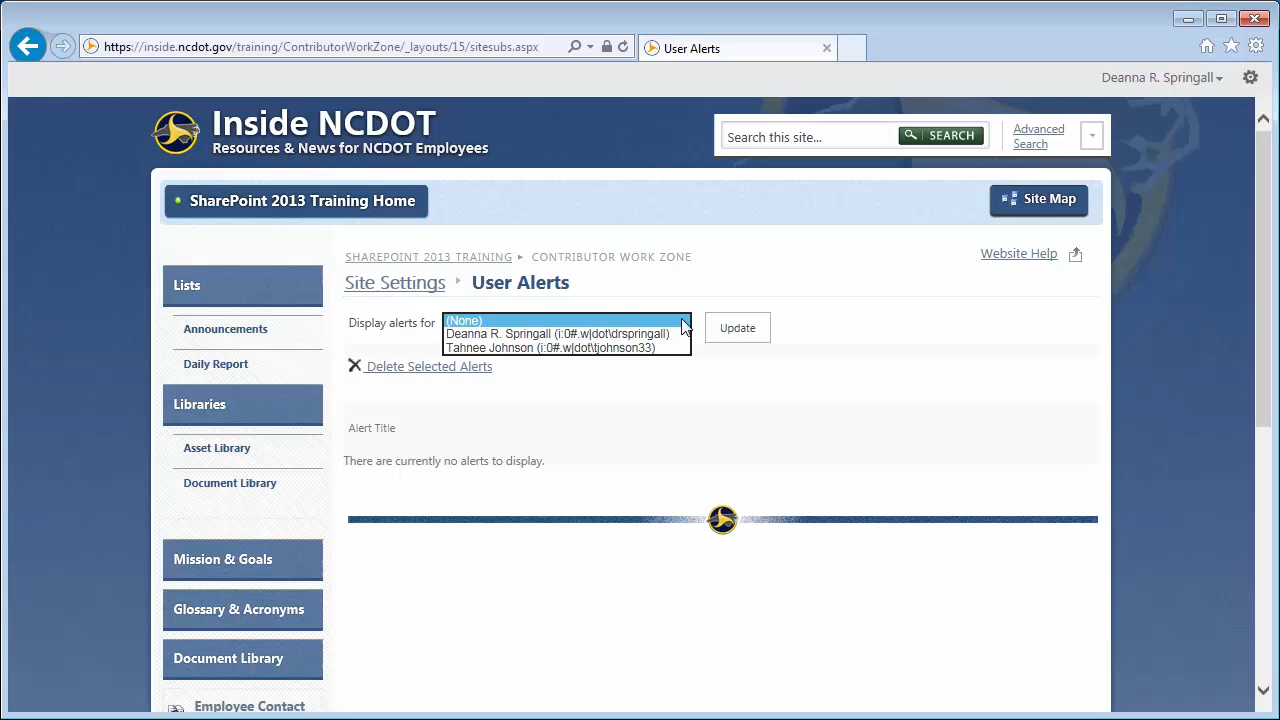 https://inside.ncdot.gov/training/ContributorWorkZone/_layouts/15/sitesubs.aspx
User Alerts
Deanna R. Springall
Inside NCDOT
Resources & News for NCDOT Employees
Search this site...
SEARCH
Advanced
Search
SharePoint 2013 Training Home
Site Map
SHAREPOINT 2013 TRAINING
CONTRIBUTOR WORK ZONE
Website Help
Site Settings
User Alerts
Display alerts for
(None)
Deanna R. Springall (i:0#.w|dot\drspringall)
Tahnee Johnson (i:0#.w|dot\tjohnson33)
Update
Delete Selected Alerts
Alert Title
There are currently no alerts to display.
Lists
Announcements
Daily Report
Libraries
Asset Library
Document Library
Mission & Goals
Glossary & Acronyms
Document Library
Employee Contact